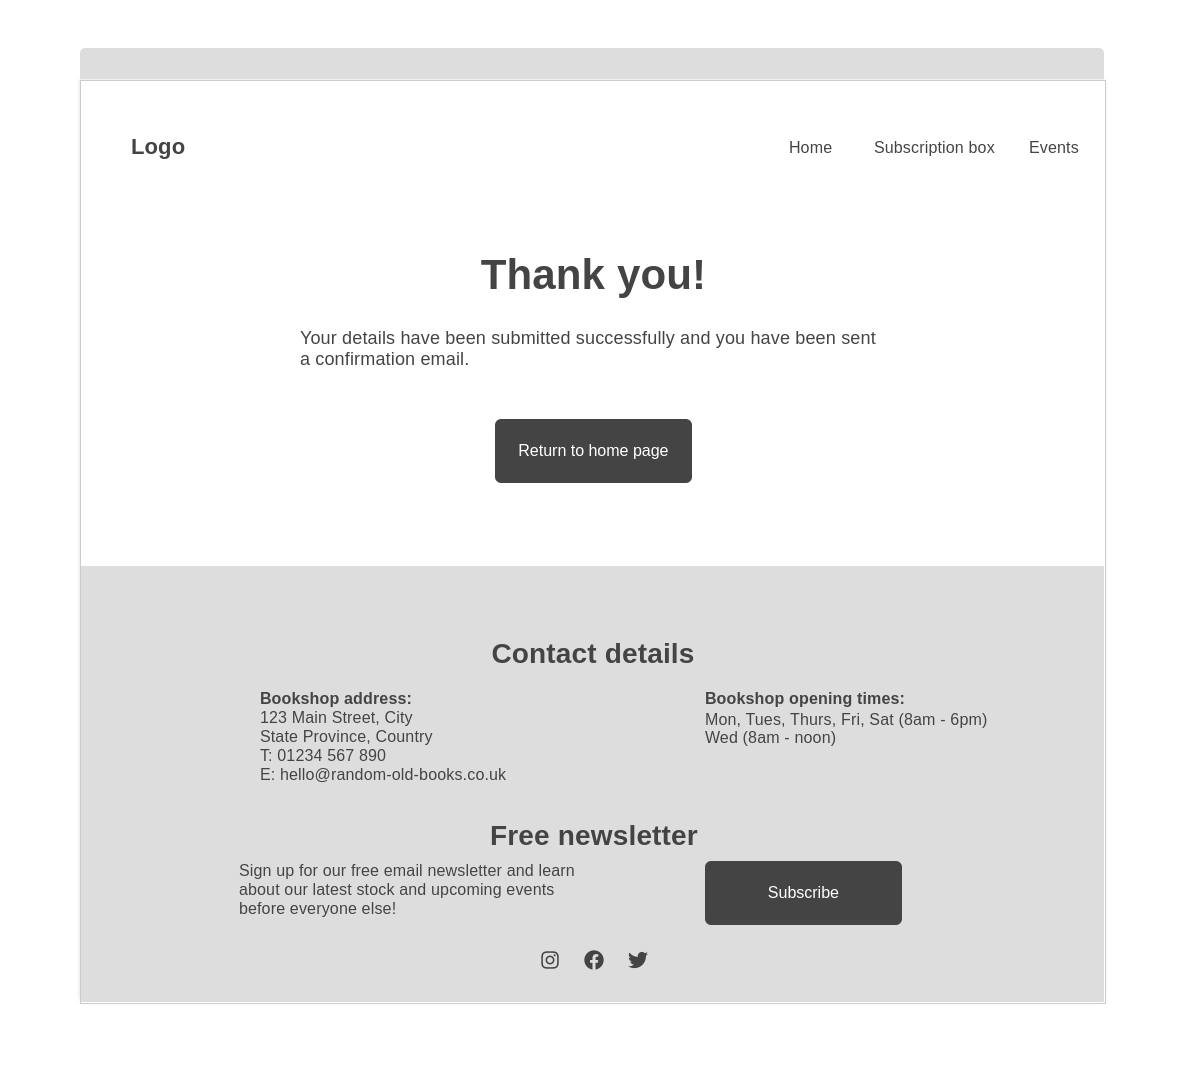 Logo
Home Subscription box Events
Thank you!
Your details have been submitted successfully and you have been sent
a confirmation email.
Return to home page
Contact details
Bookshop address:
123 Main Street, City
State Province, Country
T: 01234 567 890
E: hello@random-old-books.co.uk
Bookshop opening times:
Mon, Tues, Thurs, Fri, Sat (8am - 6pm)
Wed (8am - noon)
Free newsletter
Sign up for our free email newsletter and learn
about our latest stock and upcoming events
before everyone else!
Subscribe